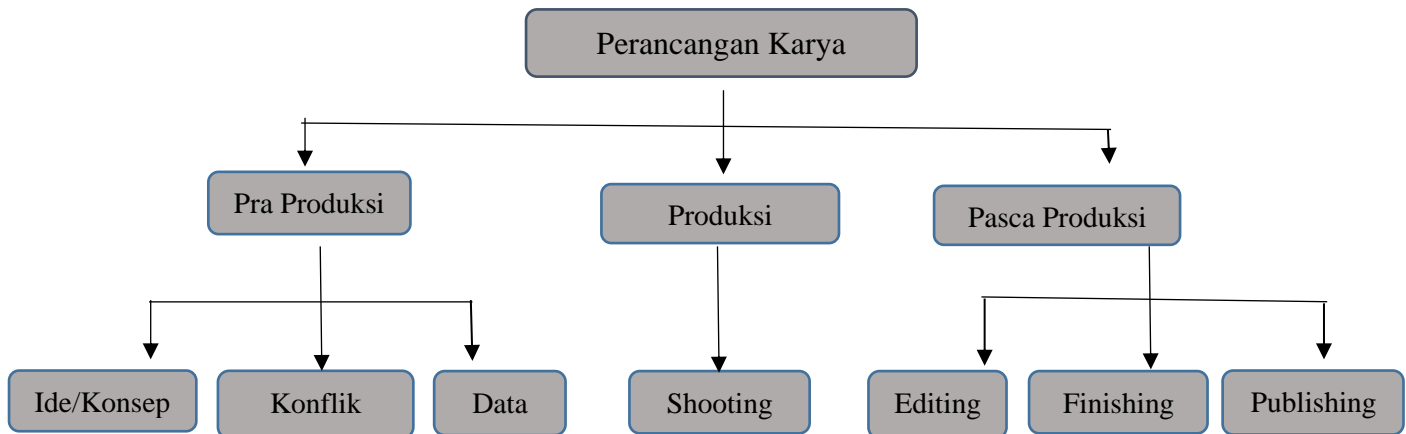 Perancangan Karya
Pra Produksi
Produksi
Pasca Produksi
Ide/Konsep
Konflik
Data
Shooting
Editing
Finishing
Publishing